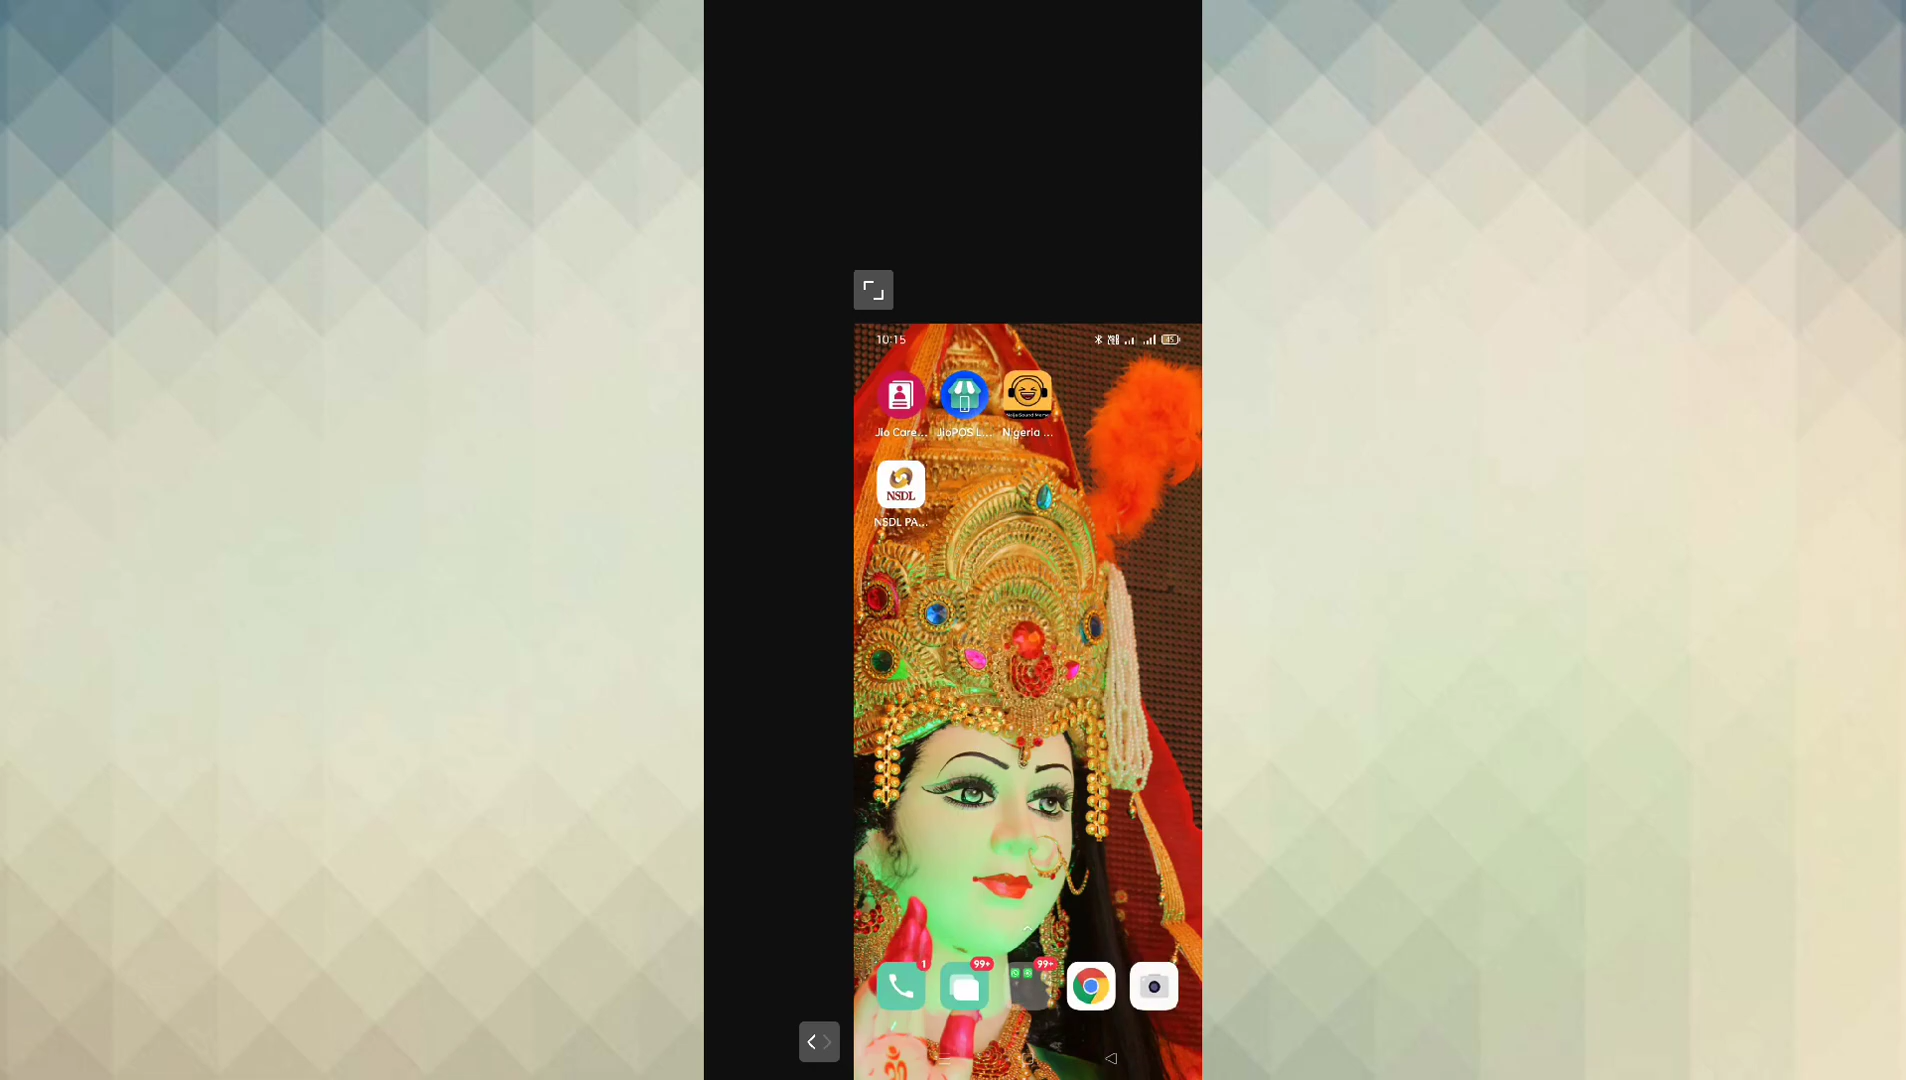 10:15
Jio Care...
JioPOS L...
Nigeria ...
NSDL
NSDL PA...
1
99+
99+
ॐ